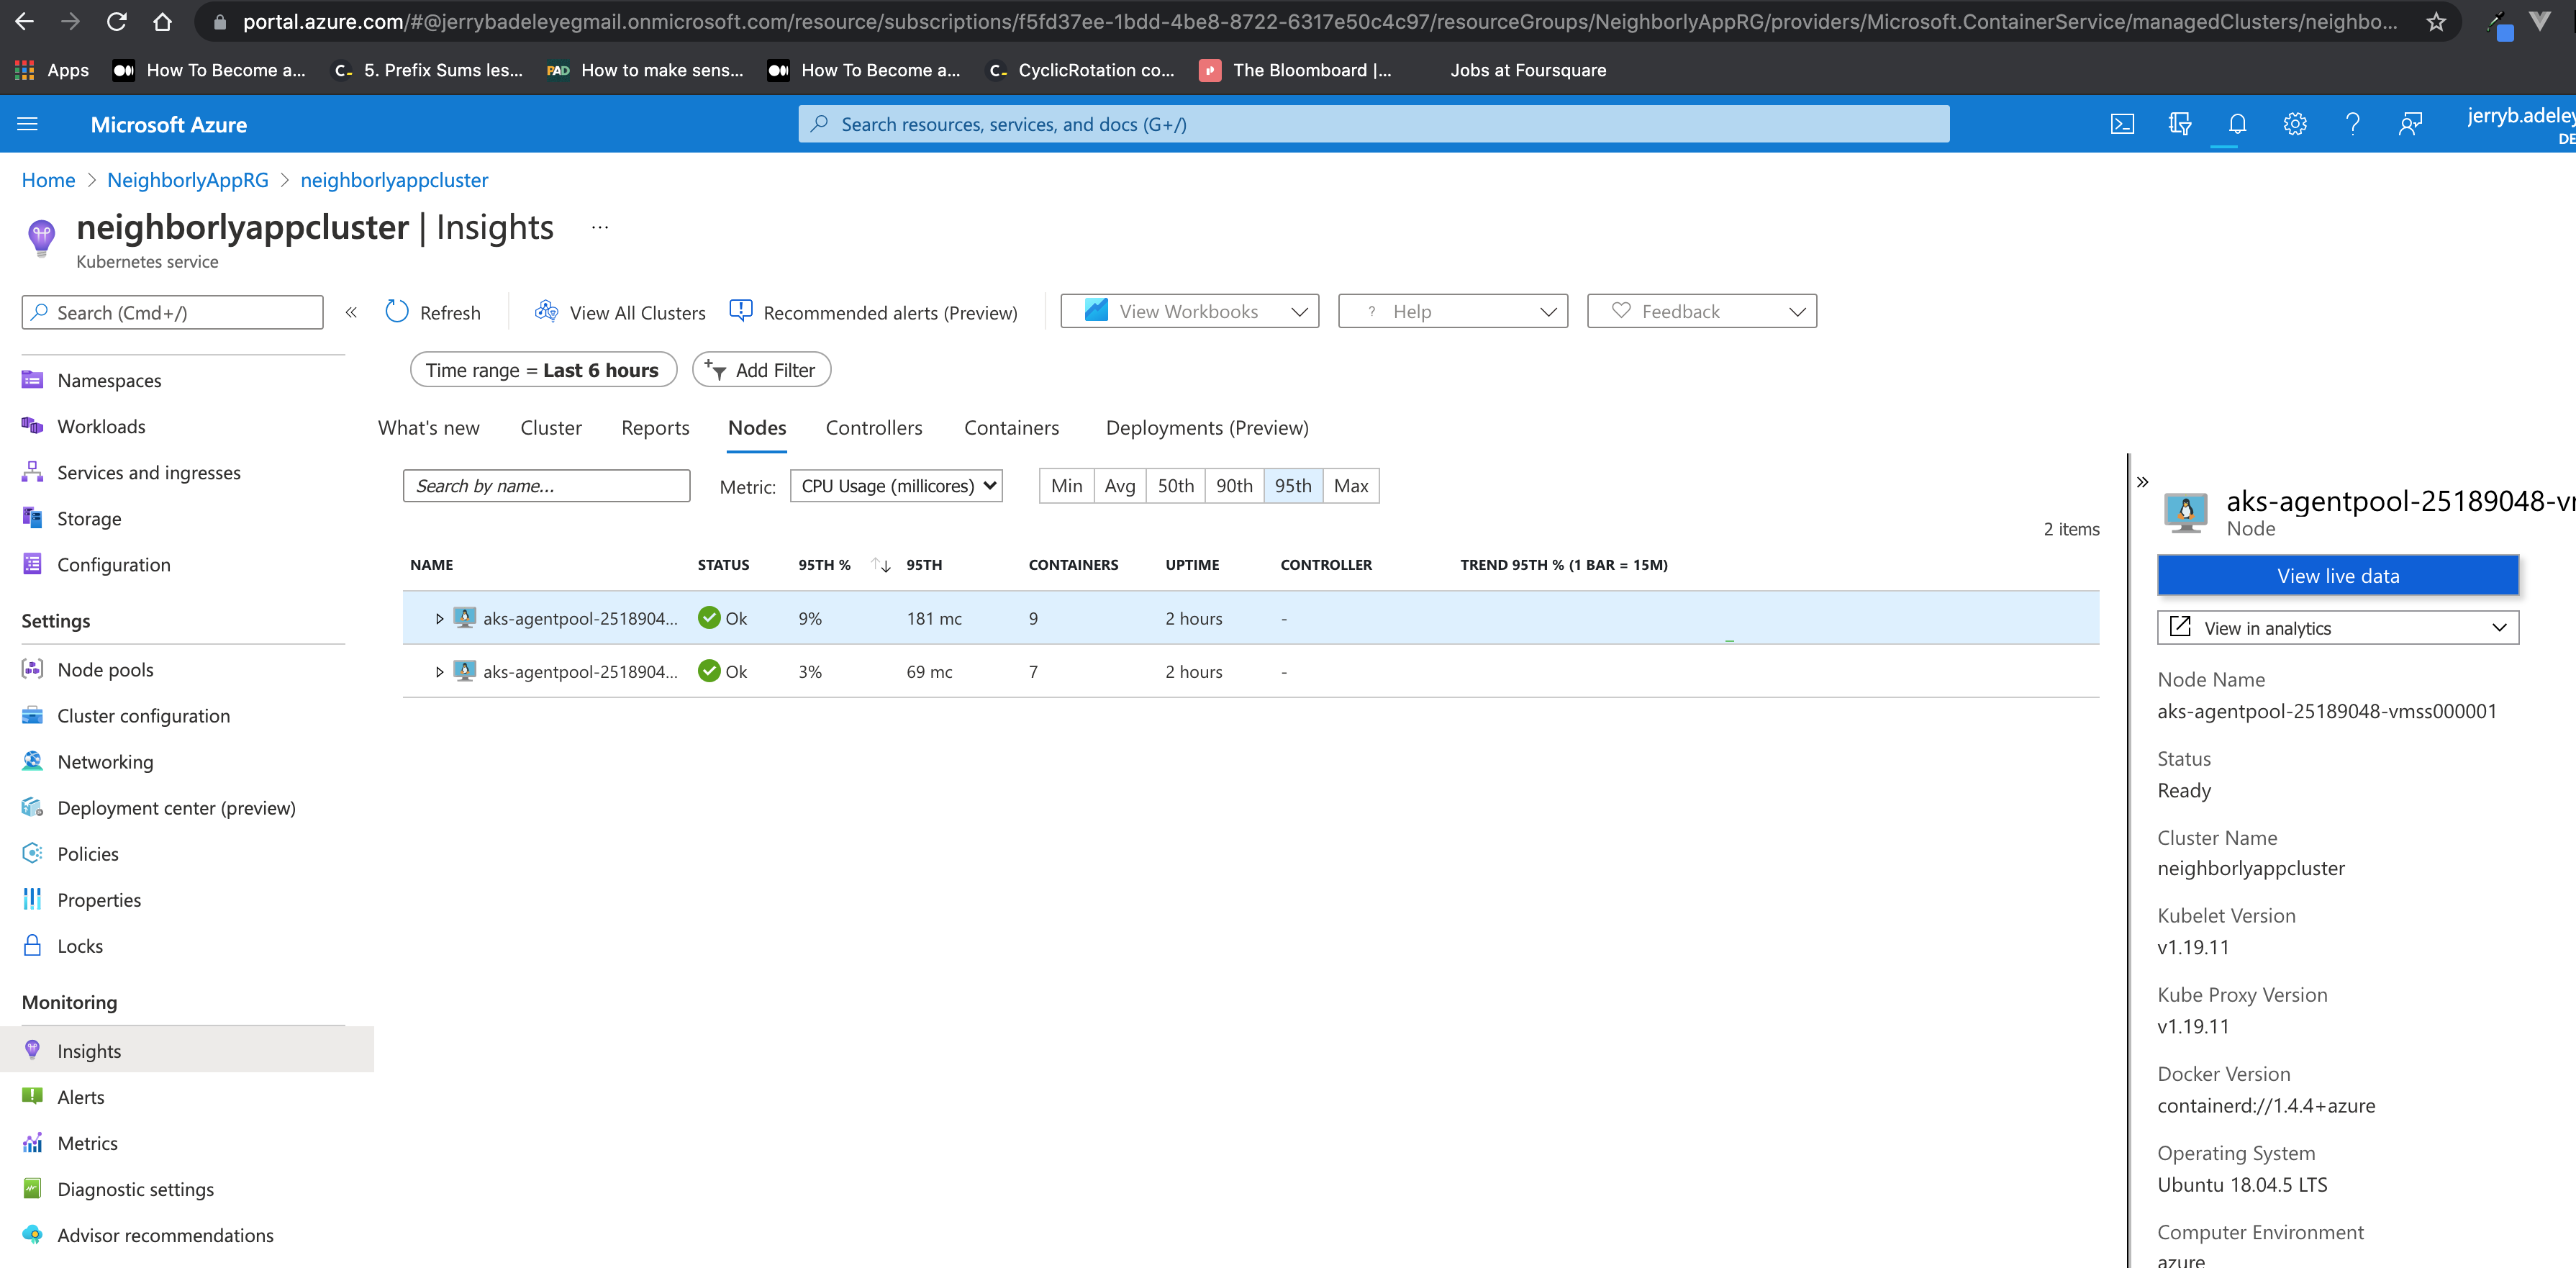 portal.azure.com/#@jerrybadeleyegmail.onmicrosoft.com/resource/subscriptions/f5fd37ee-1bdd-4be8-8722-6317e50c4c97/resourceGroups/NeighborlyAppRG/providers/Microsoft.ContainerService/managedClusters/neighbo...
Apps How To Become a... C- 5. Prefix Sums les... PAD How to make sens... How To Become a... C- CyclicRotation co... The Bloomboard |... Jobs at Foursquare
Microsoft Azure
Search resources, services, and docs (G+/)
jerryb.adeley
DE
Home > NeighborlyAppRG > neighborlyappcluster
neighborlyappcluster | Insights ...
Kubernetes service
Search (Cmd+/) «
Refresh View All Clusters Recommended alerts (Preview) View Workbooks ? Help Feedback
Time range = Last 6 hours Add Filter
What's new Cluster Reports Nodes Controllers Containers Deployments (Preview)
Search by name... Metric: CPU Usage (millicores) Min Avg 50th 90th 95th Max
2 items
NAME STATUS 95TH % ↑↓ 95TH CONTAINERS UPTIME CONTROLLER TREND 95TH % (1 BAR = 15M)
aks-agentpool-2518904... Ok 9% 181 mc 9 2 hours -
aks-agentpool-2518904... Ok 3% 69 mc 7 2 hours -
Namespaces
Workloads
Services and ingresses
Storage
Configuration
Settings
Node pools
Cluster configuration
Networking
Deployment center (preview)
Policies
Properties
Locks
Monitoring
Insights
Alerts
Metrics
Diagnostic settings
Advisor recommendations
»
aks-agentpool-25189048-vm
Node
View live data
View in analytics
Node Name
aks-agentpool-25189048-vmss000001
Status
Ready
Cluster Name
neighborlyappcluster
Kubelet Version
v1.19.11
Kube Proxy Version
v1.19.11
Docker Version
containerd://1.4.4+azure
Operating System
Ubuntu 18.04.5 LTS
Computer Environment
azure